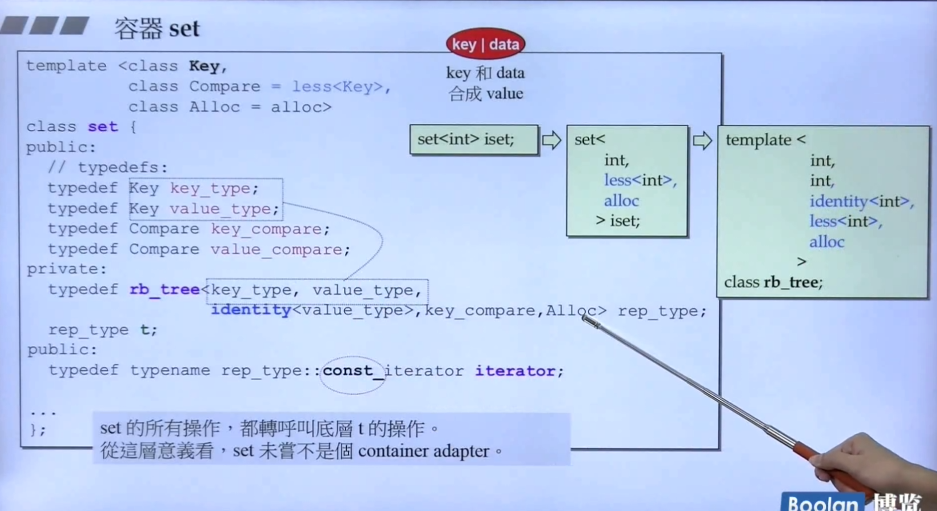 容器 set
key | data
key 和 data
合成 value
template <class Key,
class Compare = less<Key>,
class Alloc = alloc>
class set {
public:
// typedefs:
typedef Key key_type;
typedef Key value_type;
typedef Compare key_compare;
typedef Compare value_compare;
private:
typedef rb_tree<key_type, value_type,
identity<value_type>,key_compare,Alloc> rep_type;
rep_type t;
public:
typedef typename rep_type::const_iterator iterator;
...
};
set<int> iset;
set<
int,
less<int>,
alloc
> iset;
template <
int,
int,
identity<int>,
less<int>,
alloc
>
class rb_tree;
set 的所有操作，都轉呼叫底層 t 的操作。
從這層意義看，set 未嘗不是個 container adapter。
Boolan 博览